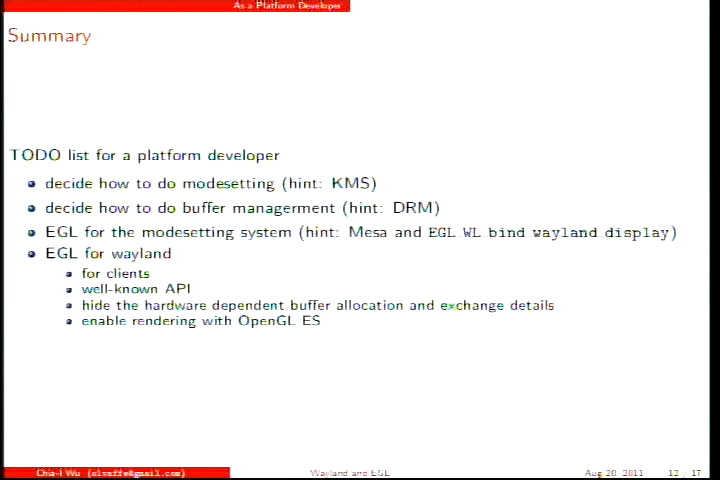 As a Platform Developer
Summary
TODO list for a platform developer
decide how to do modesetting (hint: KMS)
decide how to do buffer managerment (hint: DRM)
EGL for the modesetting system (hint: Mesa and EGL WL bind wayland display)
EGL for wayland
for clients
well-known API
hide the hardware dependent buffer allocation and exchange details
enable rendering with OpenGL ES
Chia-I Wu (olvaffe@gmail.com)
Wayland and EGL
Aug 20, 2011
12 / 17